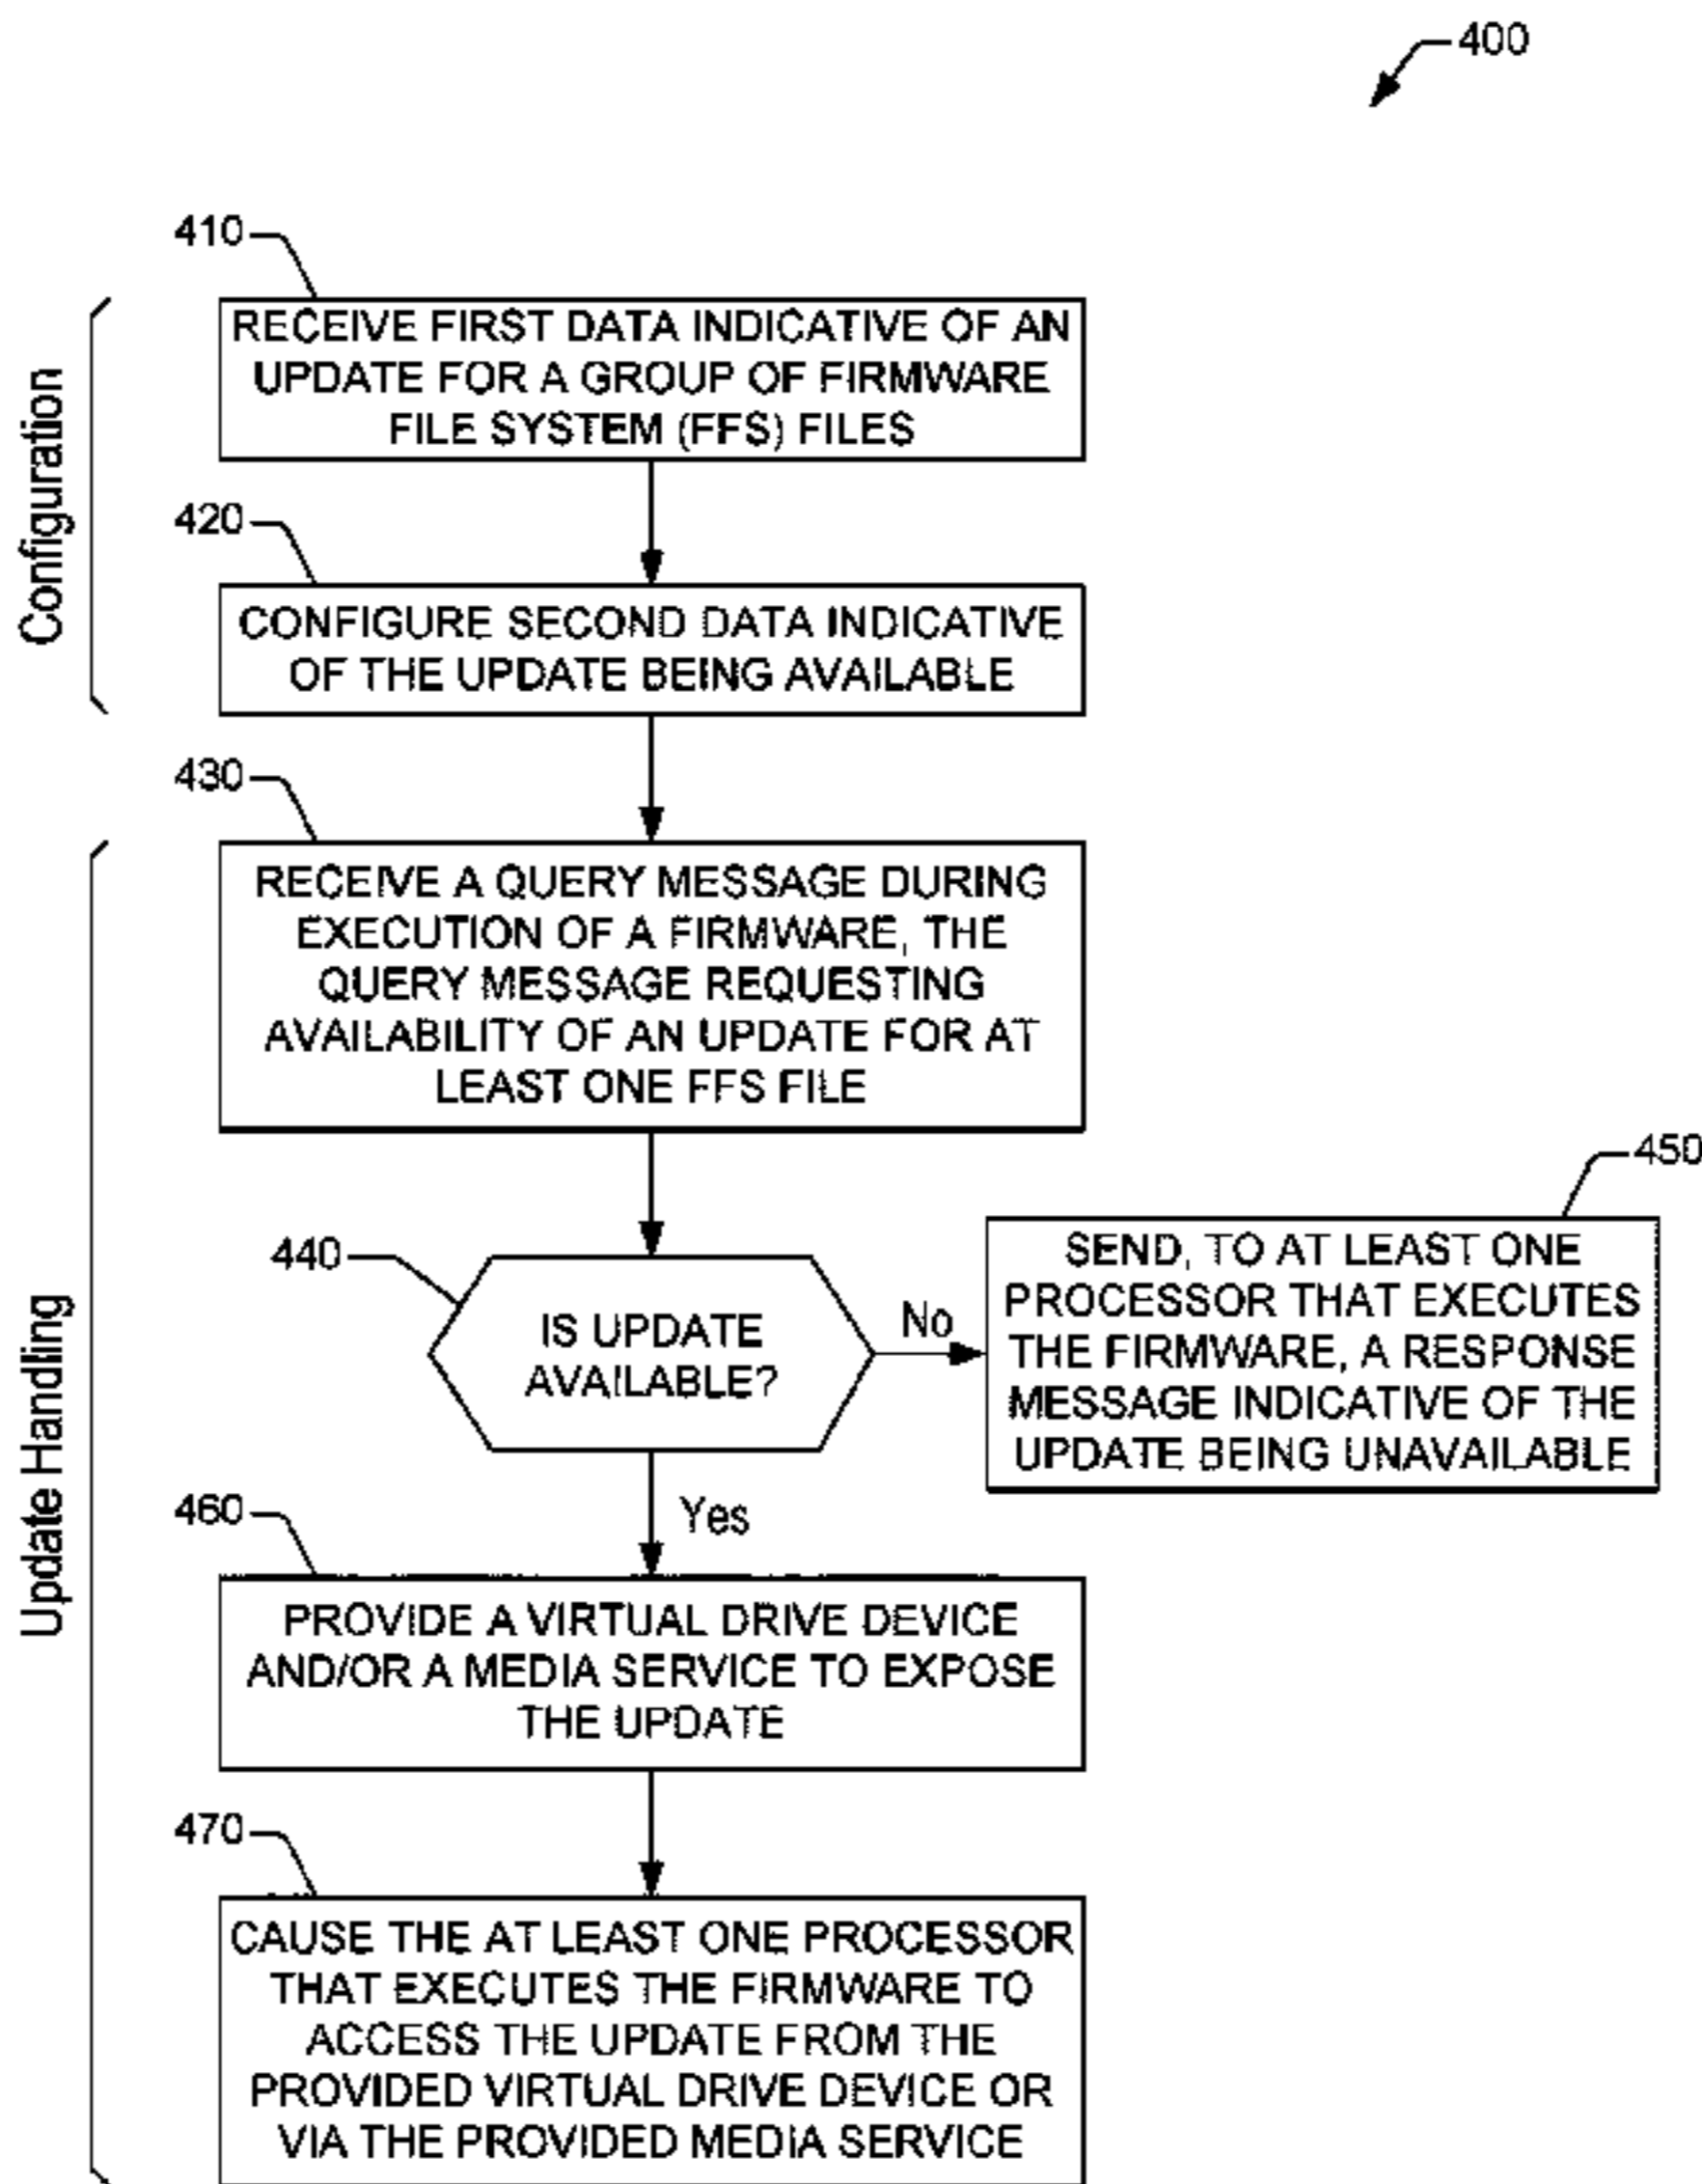 400
410
RECEIVE FIRST DATA INDICATIVE OF AN
UPDATE FOR A GROUP OF FIRMWARE
FILE SYSTEM (FFS) FILES
Configuration
420
CONFIGURE SECOND DATA INDICATIVE
OF THE UPDATE BEING AVAILABLE
430
RECEIVE A QUERY MESSAGE DURING
EXECUTION OF A FIRMWARE, THE
QUERY MESSAGE REQUESTING
AVAILABILITY OF AN UPDATE FOR AT
LEAST ONE FFS FILE
Update Handling
440
IS UPDATE
AVAILABLE?
No
450
SEND, TO AT LEAST ONE
PROCESSOR THAT EXECUTES
THE FIRMWARE, A RESPONSE
MESSAGE INDICATIVE OF THE
UPDATE BEING UNAVAILABLE
Yes
460
PROVIDE A VIRTUAL DRIVE DEVICE
AND/OR A MEDIA SERVICE TO EXPOSE
THE UPDATE
470
CAUSE THE AT LEAST ONE PROCESSOR
THAT EXECUTES THE FIRMWARE TO
ACCESS THE UPDATE FROM THE
PROVIDED VIRTUAL DRIVE DEVICE OR
VIA THE PROVIDED MEDIA SERVICE